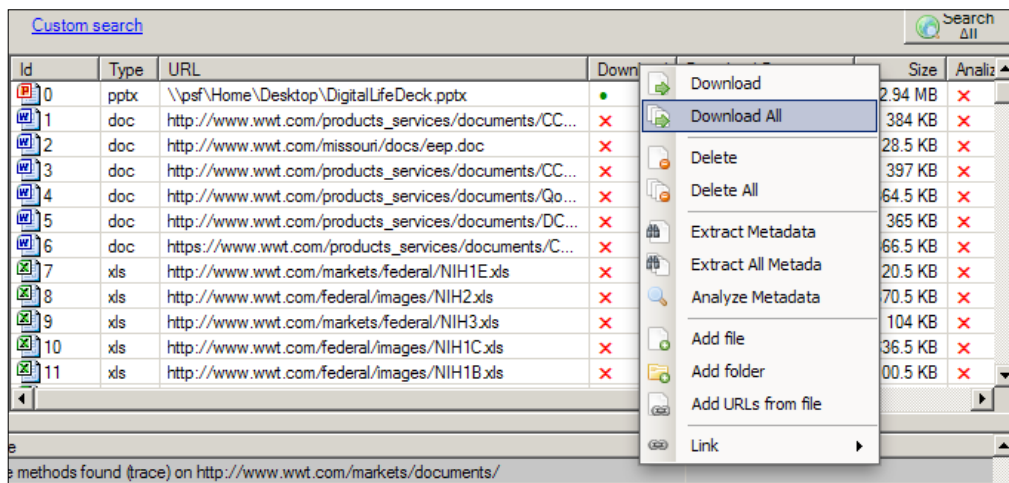 Custom search
Search
All
Id Type URL Size Analiz
0 pptx \\psf\Home\Desktop\DigitalLifeDeck.pptx 2.94 MB
1 doc http://www.wwt.com/products_services/documents/CC... 384 KB
2 doc http://www.wwt.com/missouri/docs/eep.doc 28.5 KB
3 doc http://www.wwt.com/products_services/documents/CC... 397 KB
4 doc http://www.wwt.com/products_services/documents/Qo... 64.5 KB
5 doc http://www.wwt.com/products_services/documents/DC... 365 KB
6 doc https://www.wwt.com/products_services/documents/C... 66.5 KB
7 xls http://www.wwt.com/markets/federal/NIH1E.xls 20.5 KB
8 xls http://www.wwt.com/federal/images/NIH2.xls 70.5 KB
9 xls http://www.wwt.com/markets/federal/NIH3.xls 104 KB
10 xls http://www.wwt.com/federal/images/NIH1C.xls 36.5 KB
11 xls http://www.wwt.com/federal/images/NIH1B.xls 00.5 KB
Download
Download All
Delete
Delete All
Extract Metadata
Extract All Metada
Analyze Metadata
Add file
Add folder
Add URLs from file
Link
e
methods found (trace) on http://www.wwt.com/markets/documents/